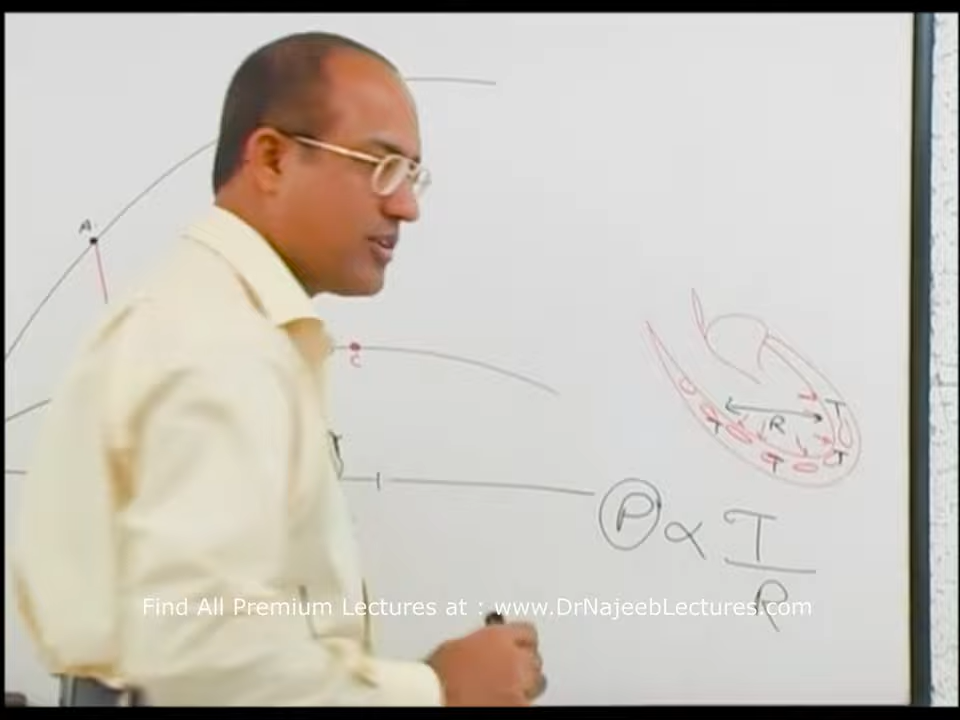 A
C
R
T
T
T
T
P ∝ T
R
Find All Premium Lectures at : www.DrNajeebLectures.com